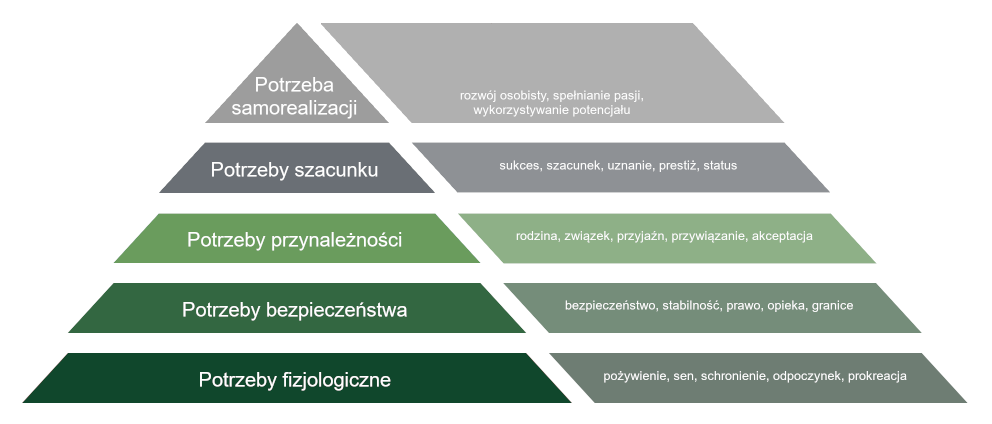 Potrzeba
samorealizacji
rozwój osobisty, spełnianie pasji,
wykorzystywanie potencjału
Potrzeby szacunku
sukces, szacunek, uznanie, prestiż, status
Potrzeby przynależności
rodzina, związek, przyjaźn, przywiązanie, akceptacja
Potrzeby bezpieczeństwa
bezpieczeństwo, stabilność, prawo, opieka, granice
Potrzeby fizjologiczne
pożywienie, sen, schronienie, odpoczynek, prokreacja